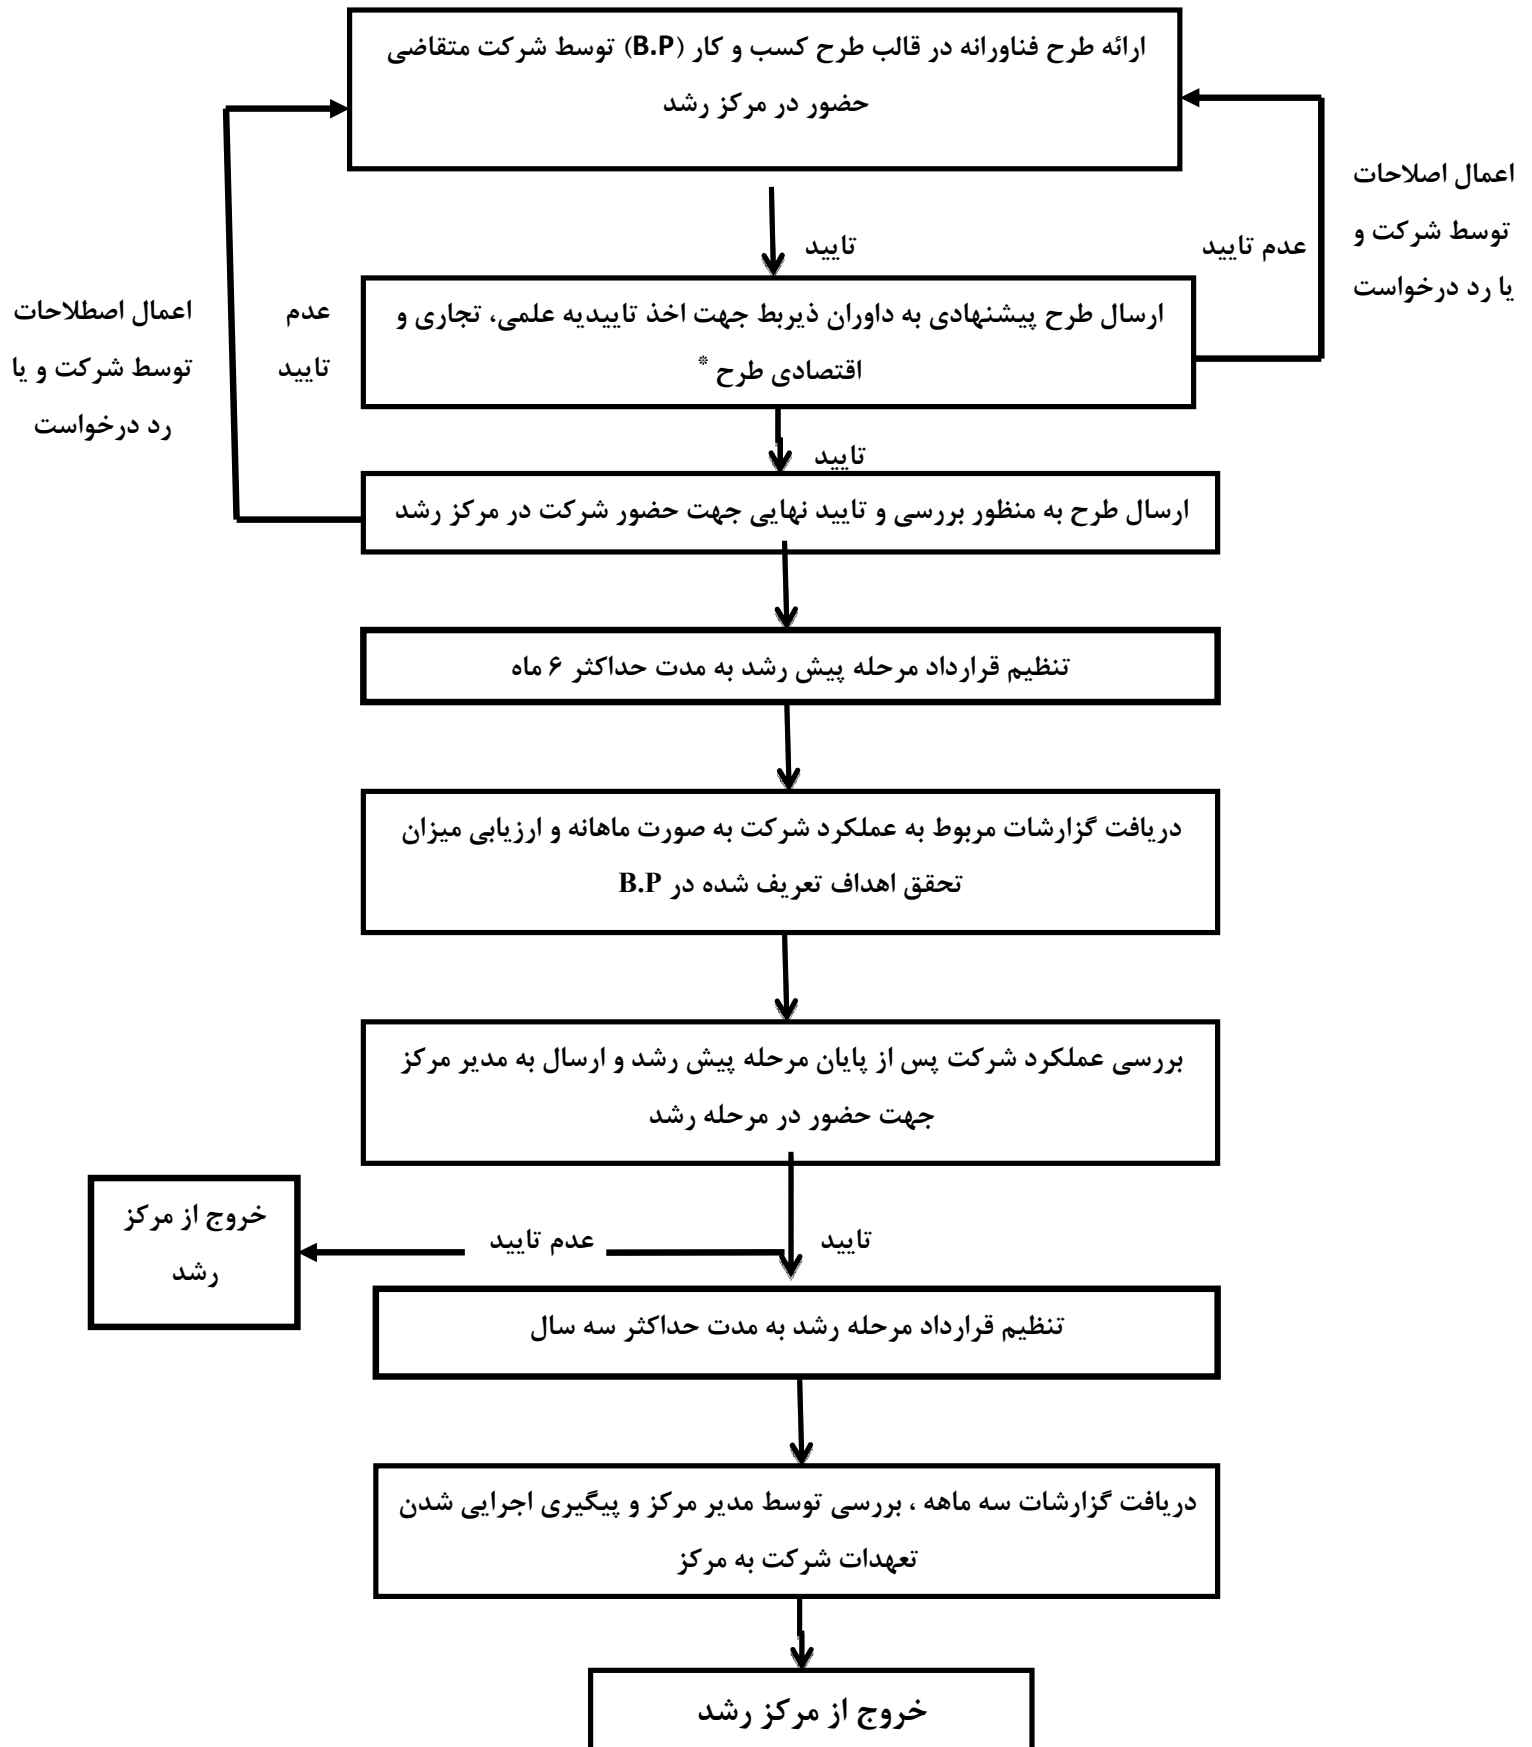 ارائه طرح فناورانه در قالب طرح کسب و کار (B.P) توسط شرکت متقاضی
حضور در مرکز رشد
اعمال اصلاحات
توسط شرکت و
یا رد درخواست
عدم تایید
تایید
ارسال طرح پیشنهادی به داوران ذیربط جهت اخذ تاییدیه علمی، تجاری و
اقتصادی طرح *
عدم
تایید
اعمال اصطلاحات
توسط شرکت و یا
رد درخواست
تایید
ارسال طرح به منظور بررسی و تایید نهایی جهت حضور شرکت در مرکز رشد
تنظیم قرارداد مرحله پیش رشد به مدت حداکثر ۶ ماه
دریافت گزارشات مربوط به عملکرد شرکت به صورت ماهانه و ارزیابی میزان
تحقق اهداف تعریف شده در B.P
بررسی عملکرد شرکت پس از پایان مرحله پیش رشد و ارسال به مدیر مرکز
جهت حضور در مرحله رشد
تایید
عدم تایید
خروج از مرکز
رشد
تنظیم قرارداد مرحله رشد به مدت حداکثر سه سال
دریافت گزارشات سه ماهه ، بررسی توسط مدیر مرکز و پیگیری اجرایی شدن
تعهدات شرکت به مرکز
خروج از مرکز رشد